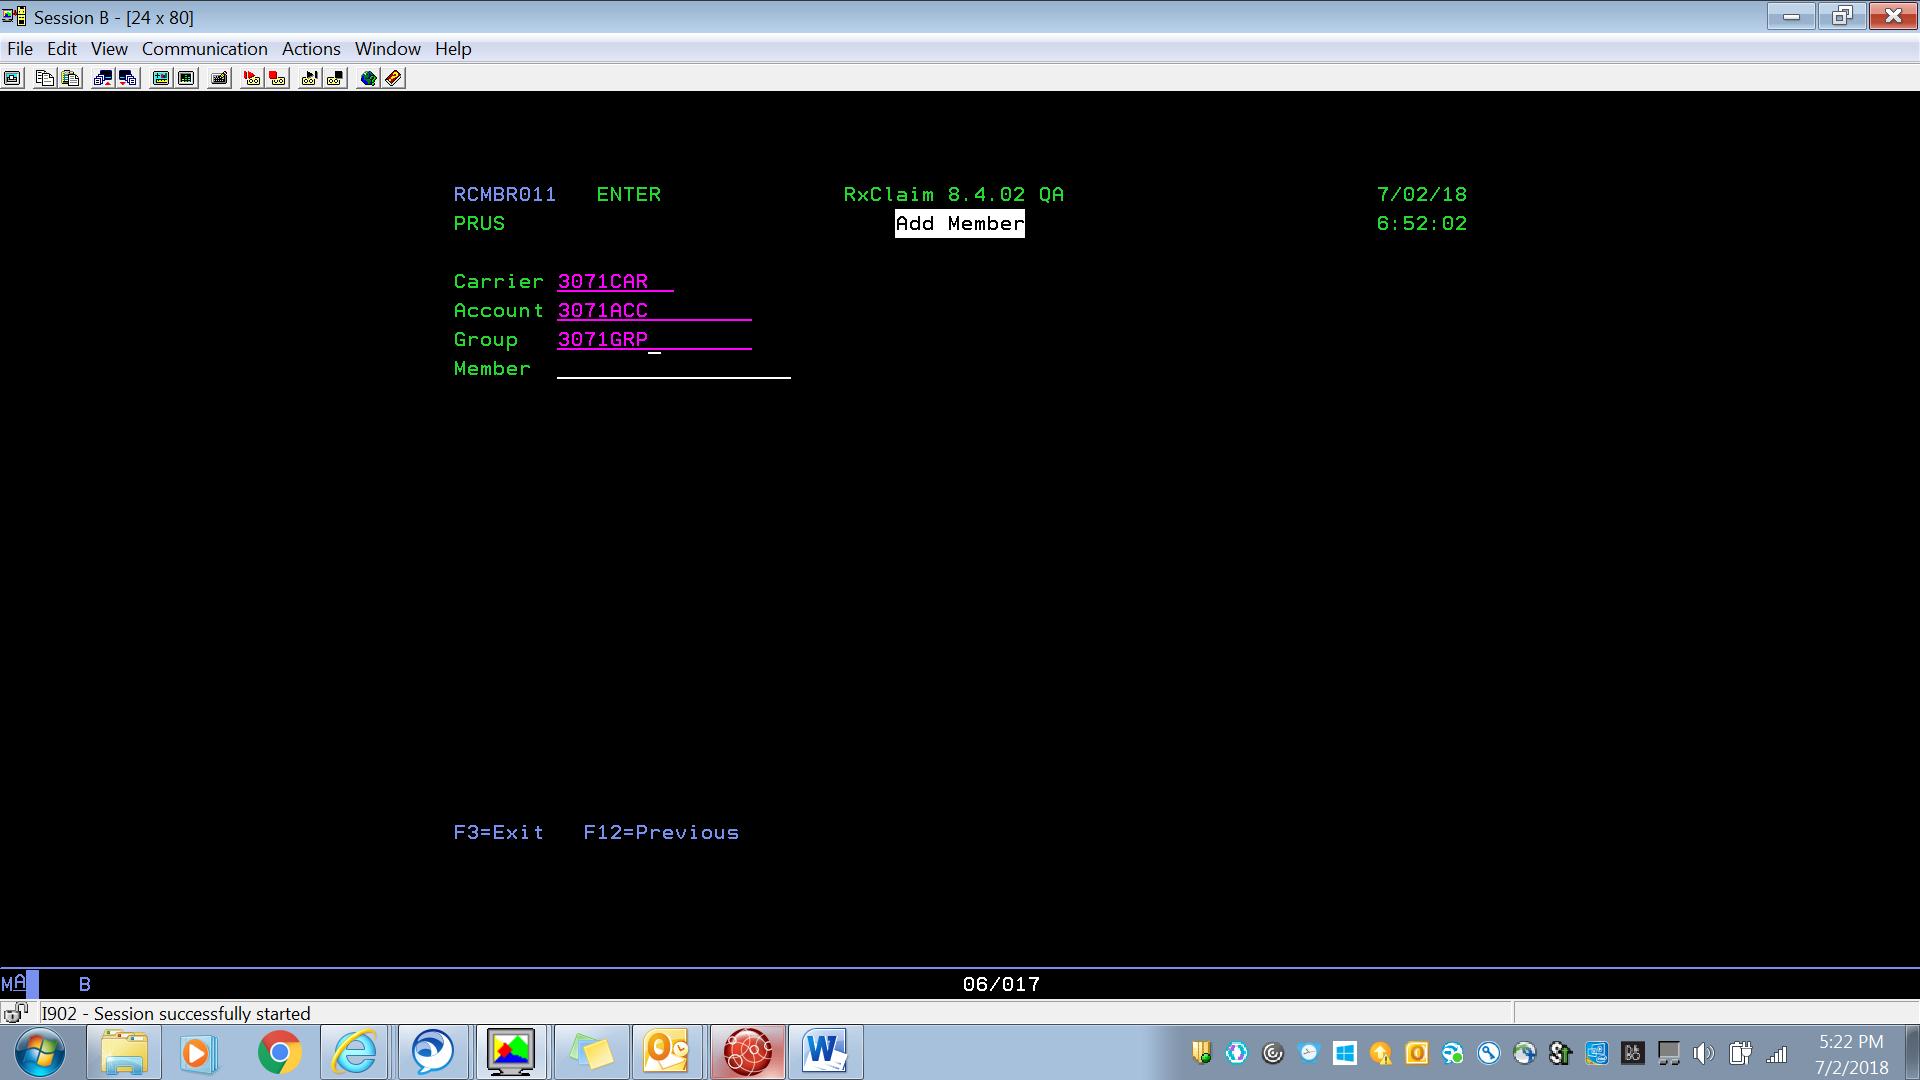 Session B - [24 x 80]
File Edit View Communication Actions Window Help
RCMBR011 ENTER RxClaim 8.4.02 QA 7/02/18
PRUS Add Member 6:52:02
Carrier 3071CAR
Account 3071ACC
Group 3071GRP
Member
F3=Exit F12=Previous
MA B 06/017
I902 - Session successfully started
5:22 PM
7/2/2018